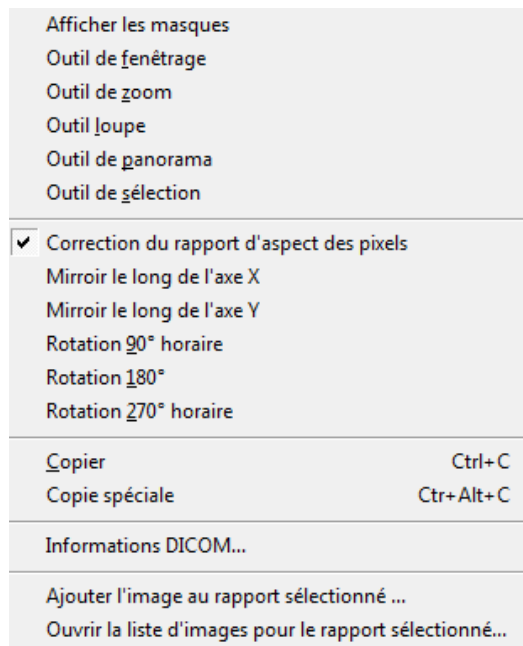 Afficher les masques
Outil de fenêtrage
Outil de zoom
Outil loupe
Outil de panorama
Outil de sélection
Correction du rapport d'aspect des pixels
Mirroir le long de l'axe X
Mirroir le long de l'axe Y
Rotation 90° horaire
Rotation 180°
Rotation 270° horaire
Copier Ctrl+C
Copie spéciale Ctr+Alt+C
Informations DICOM...
Ajouter l'image au rapport sélectionné ...
Ouvrir la liste d'images pour le rapport sélectionné...